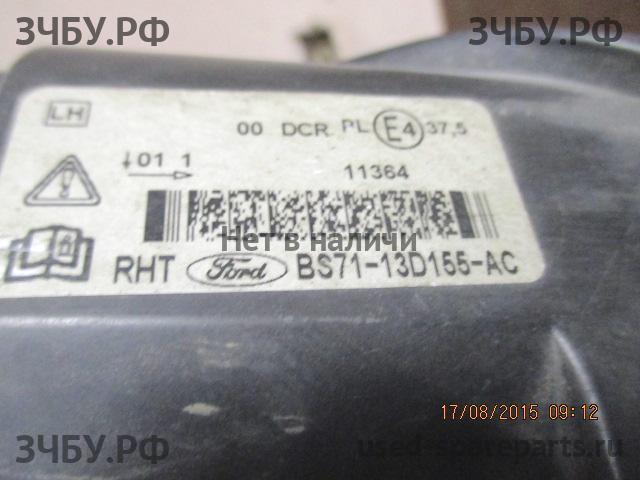 ЗЧБУ.РФ
ЗЧБУ.РФ
LH
00 DCR PL E4 37,5
01 1
11364
Нет в наличи
RHT Ford BS71-13D155-AC
17/08/2015 09:12
ЗЧБУ.РФ
used-spareparts.ru